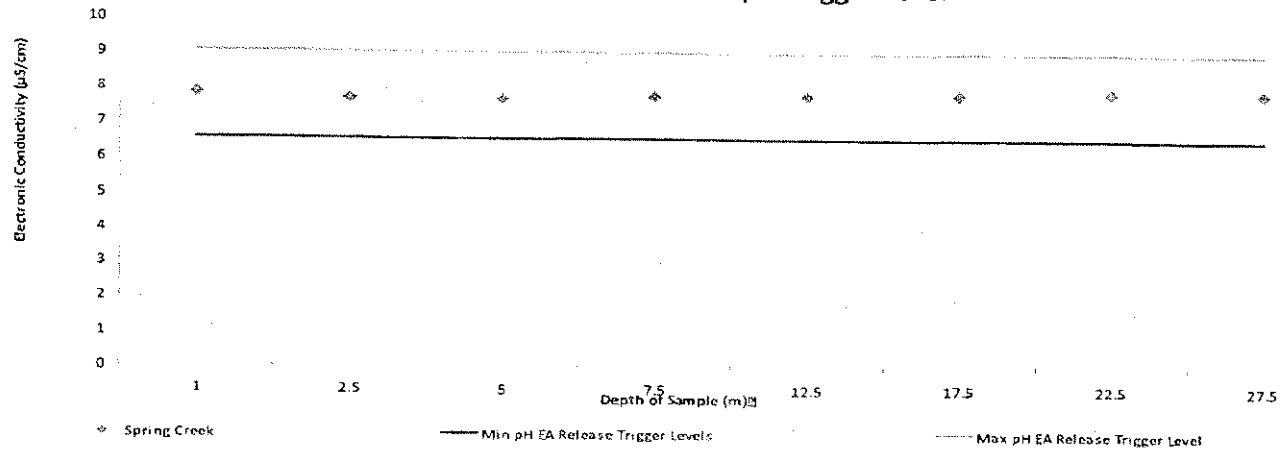 10
9
8
7
6
5
4
3
2
1
0
Electronic Conductivity (µS/cm)
1 2.5 5 7.5 12.5 17.5 22.5 27.5
Depth of Sample (m)
Spring Creek Min pH EA Release Trigger Levels Max pH EA Release Trigger Level